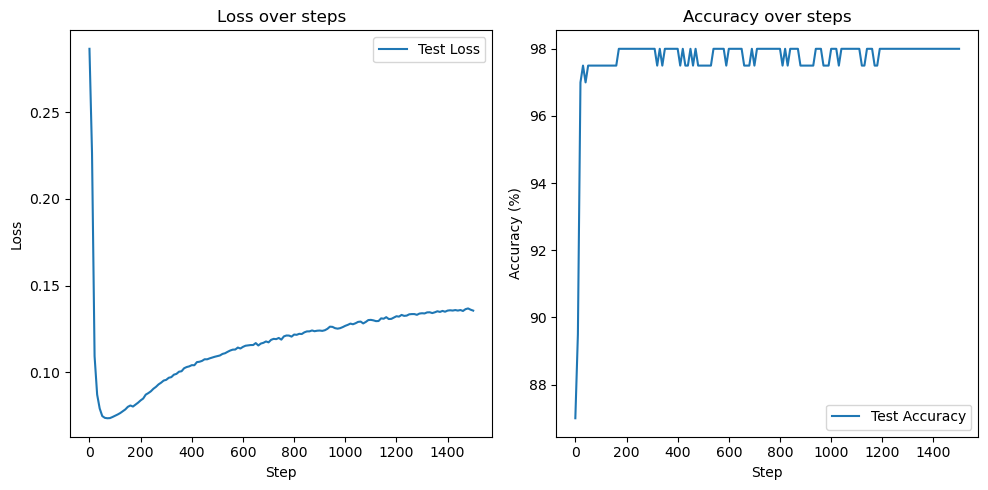 Loss over steps
Test Loss
0.25
0.20
0.15
0.10
Loss
0 200 400 600 800 1000 1200 1400
Step
Accuracy over steps
98
96
94
92
90
88
Accuracy (%)
Test Accuracy
0 200 400 600 800 1000 1200 1400
Step